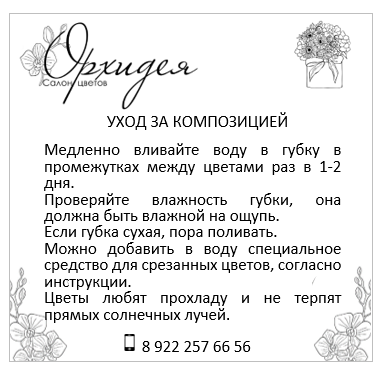 Орхидея
Салон цветов
УХОД ЗА КОМПОЗИЦИЕЙ
Медленно вливайте воду в губку в
промежутках между цветами раз в 1-2
дня.
Проверяйте влажность губки, она
должна быть влажной на ощупь.
Если губка сухая, пора поливать.
Можно добавить в воду специальное
средство для срезанных цветов, согласно
инструкции.
Цветы любят прохладу и не терпят
прямых солнечных лучей.
8 922 257 66 56